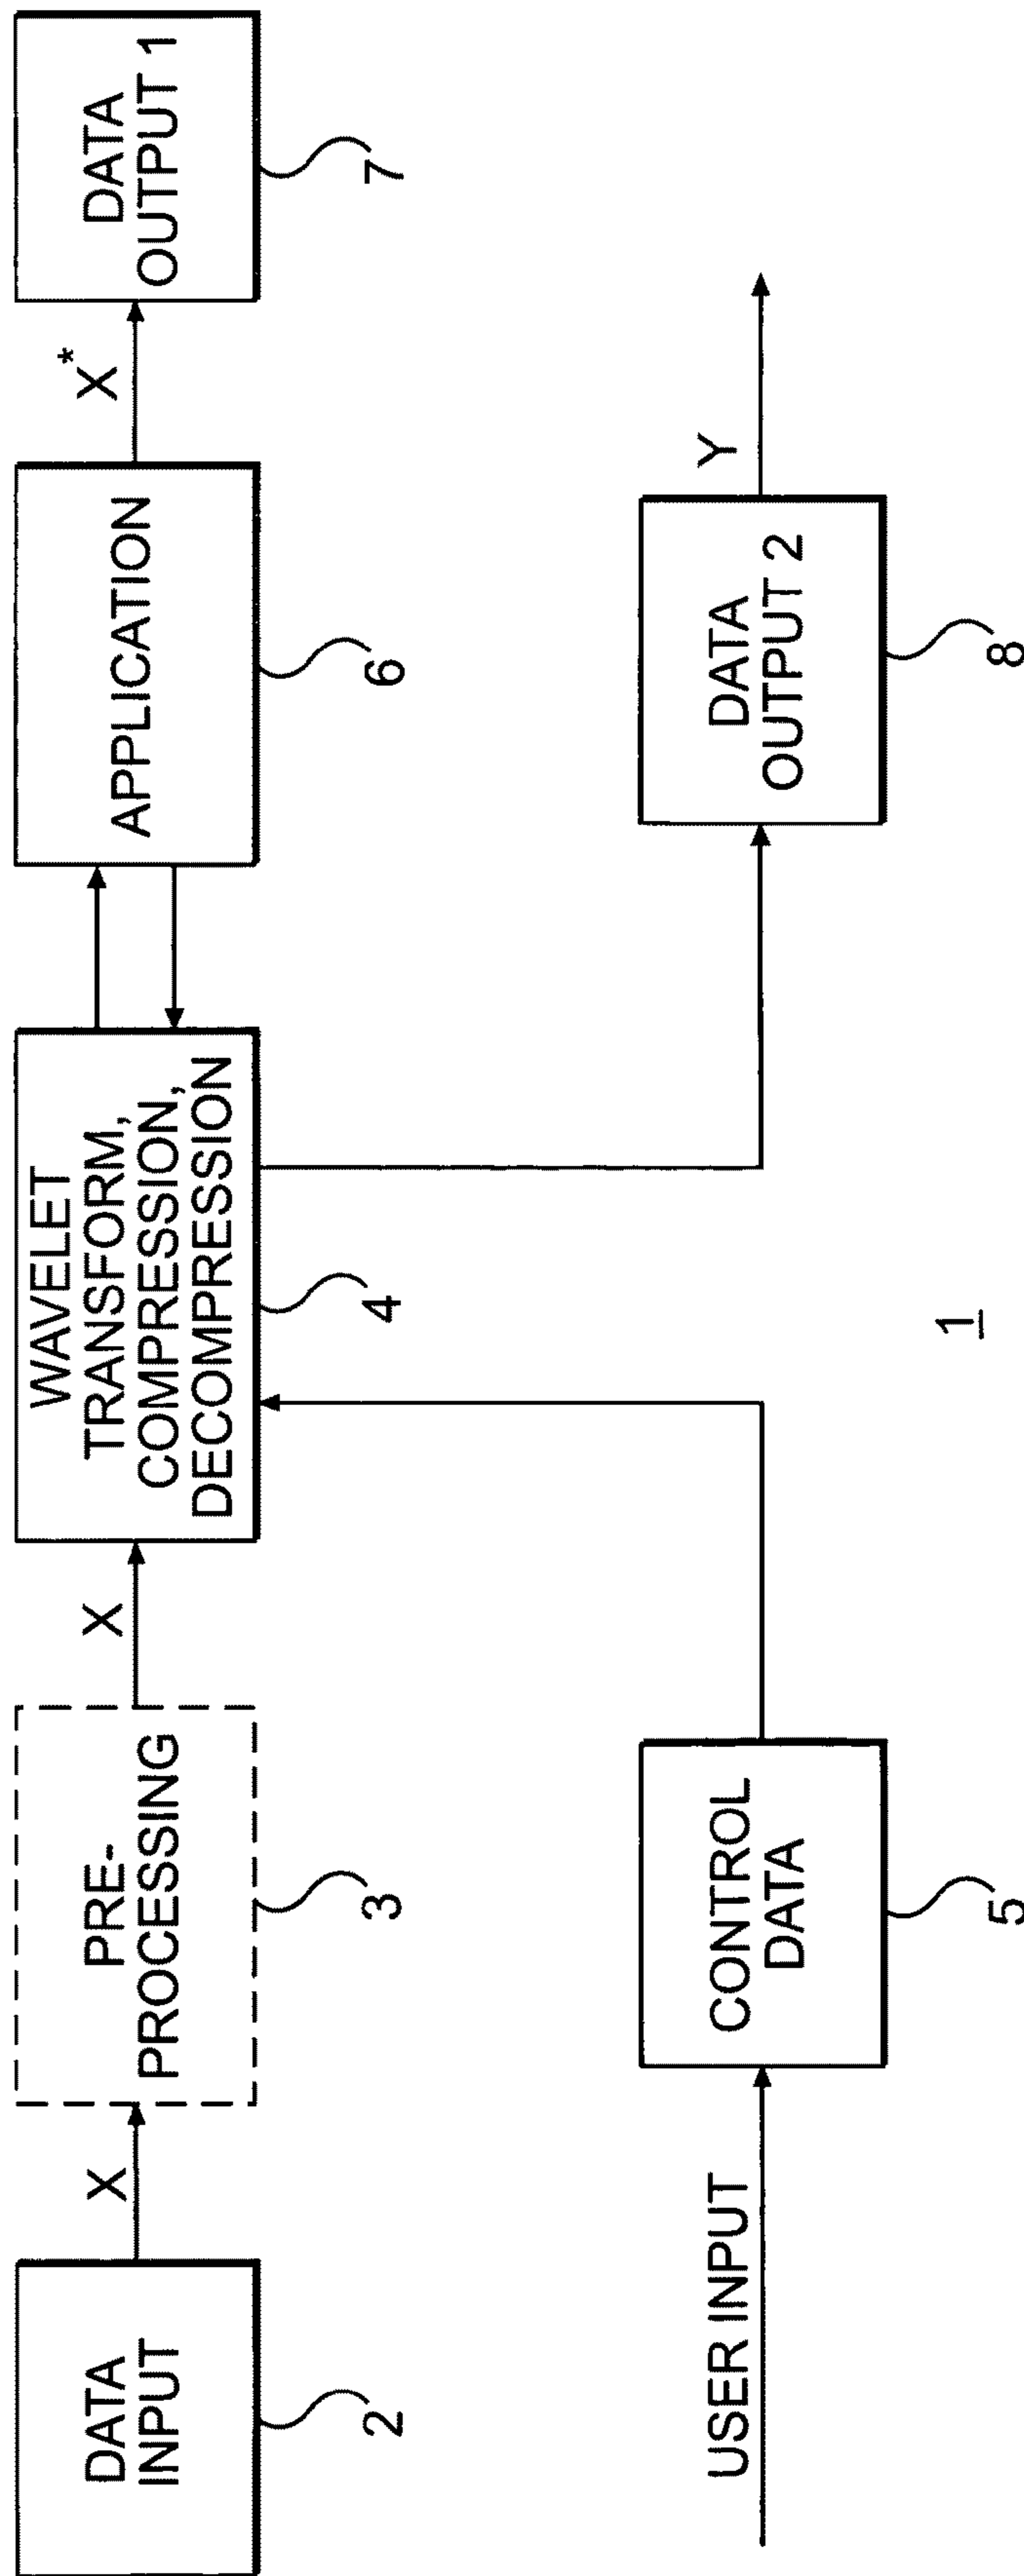 DATA
INPUT
2
X
PRE-
PROCESSING
3
X
WAVELET
TRANSFORM,
COMPRESSION,
DECOMPRESSION
4
APPLICATION
6
X*
DATA
OUTPUT 1
7
USER INPUT
CONTROL
DATA
5
DATA
OUTPUT 2
8
Y
1